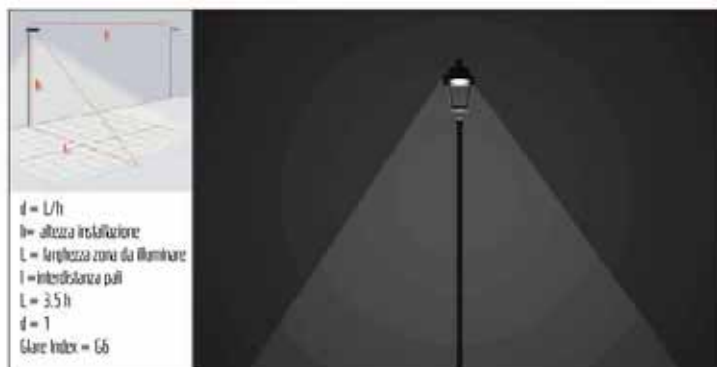 h
L
d = L/h
h= altezza installazione
L = larghezza zona da illuminare
I =interdistanza pali
L = 3.5 h
d = 1
Glare Index = G6